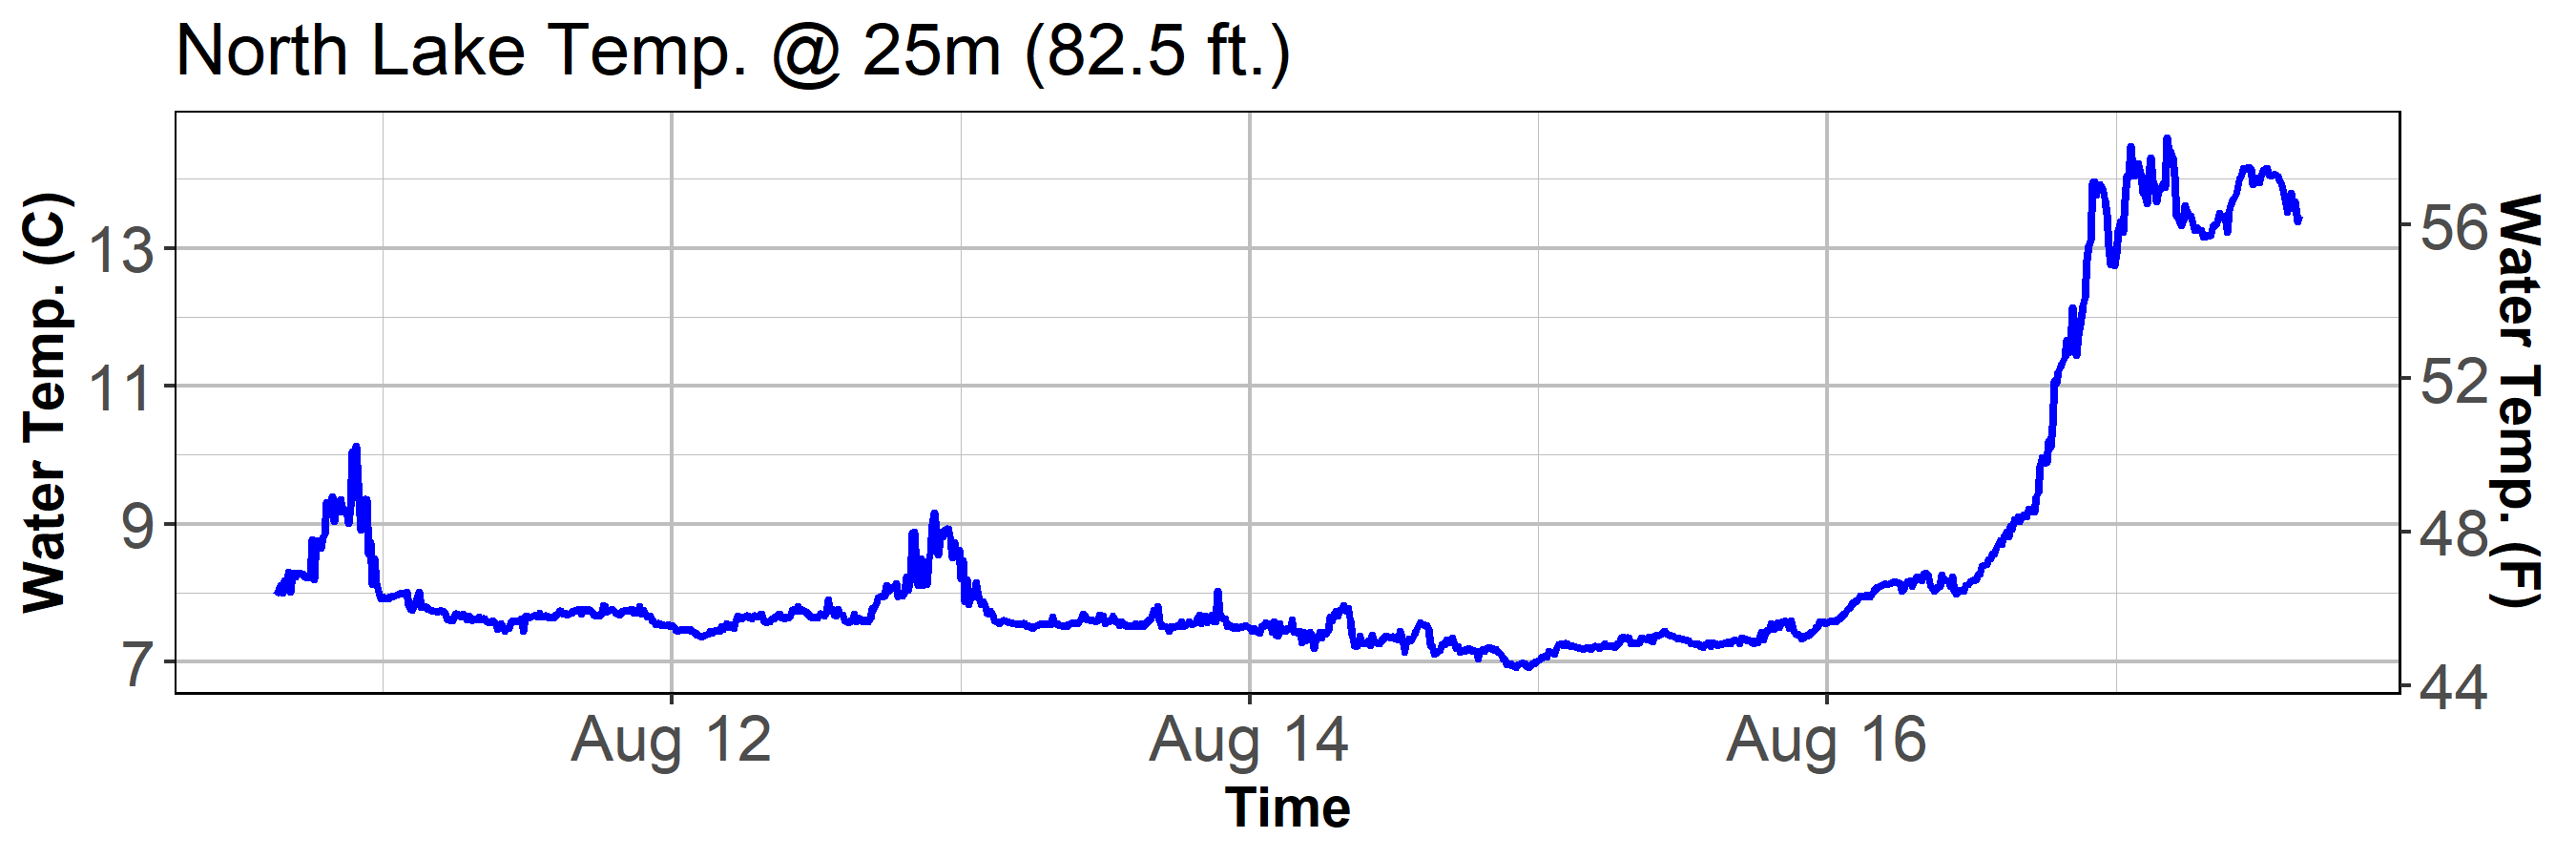 North Lake Temp. @ 25m (82.5 ft.)
Water Temp. (C)
13
11
9
7
56
52
48
44
Water Temp. (F)
Aug 12
Aug 14
Aug 16
Time